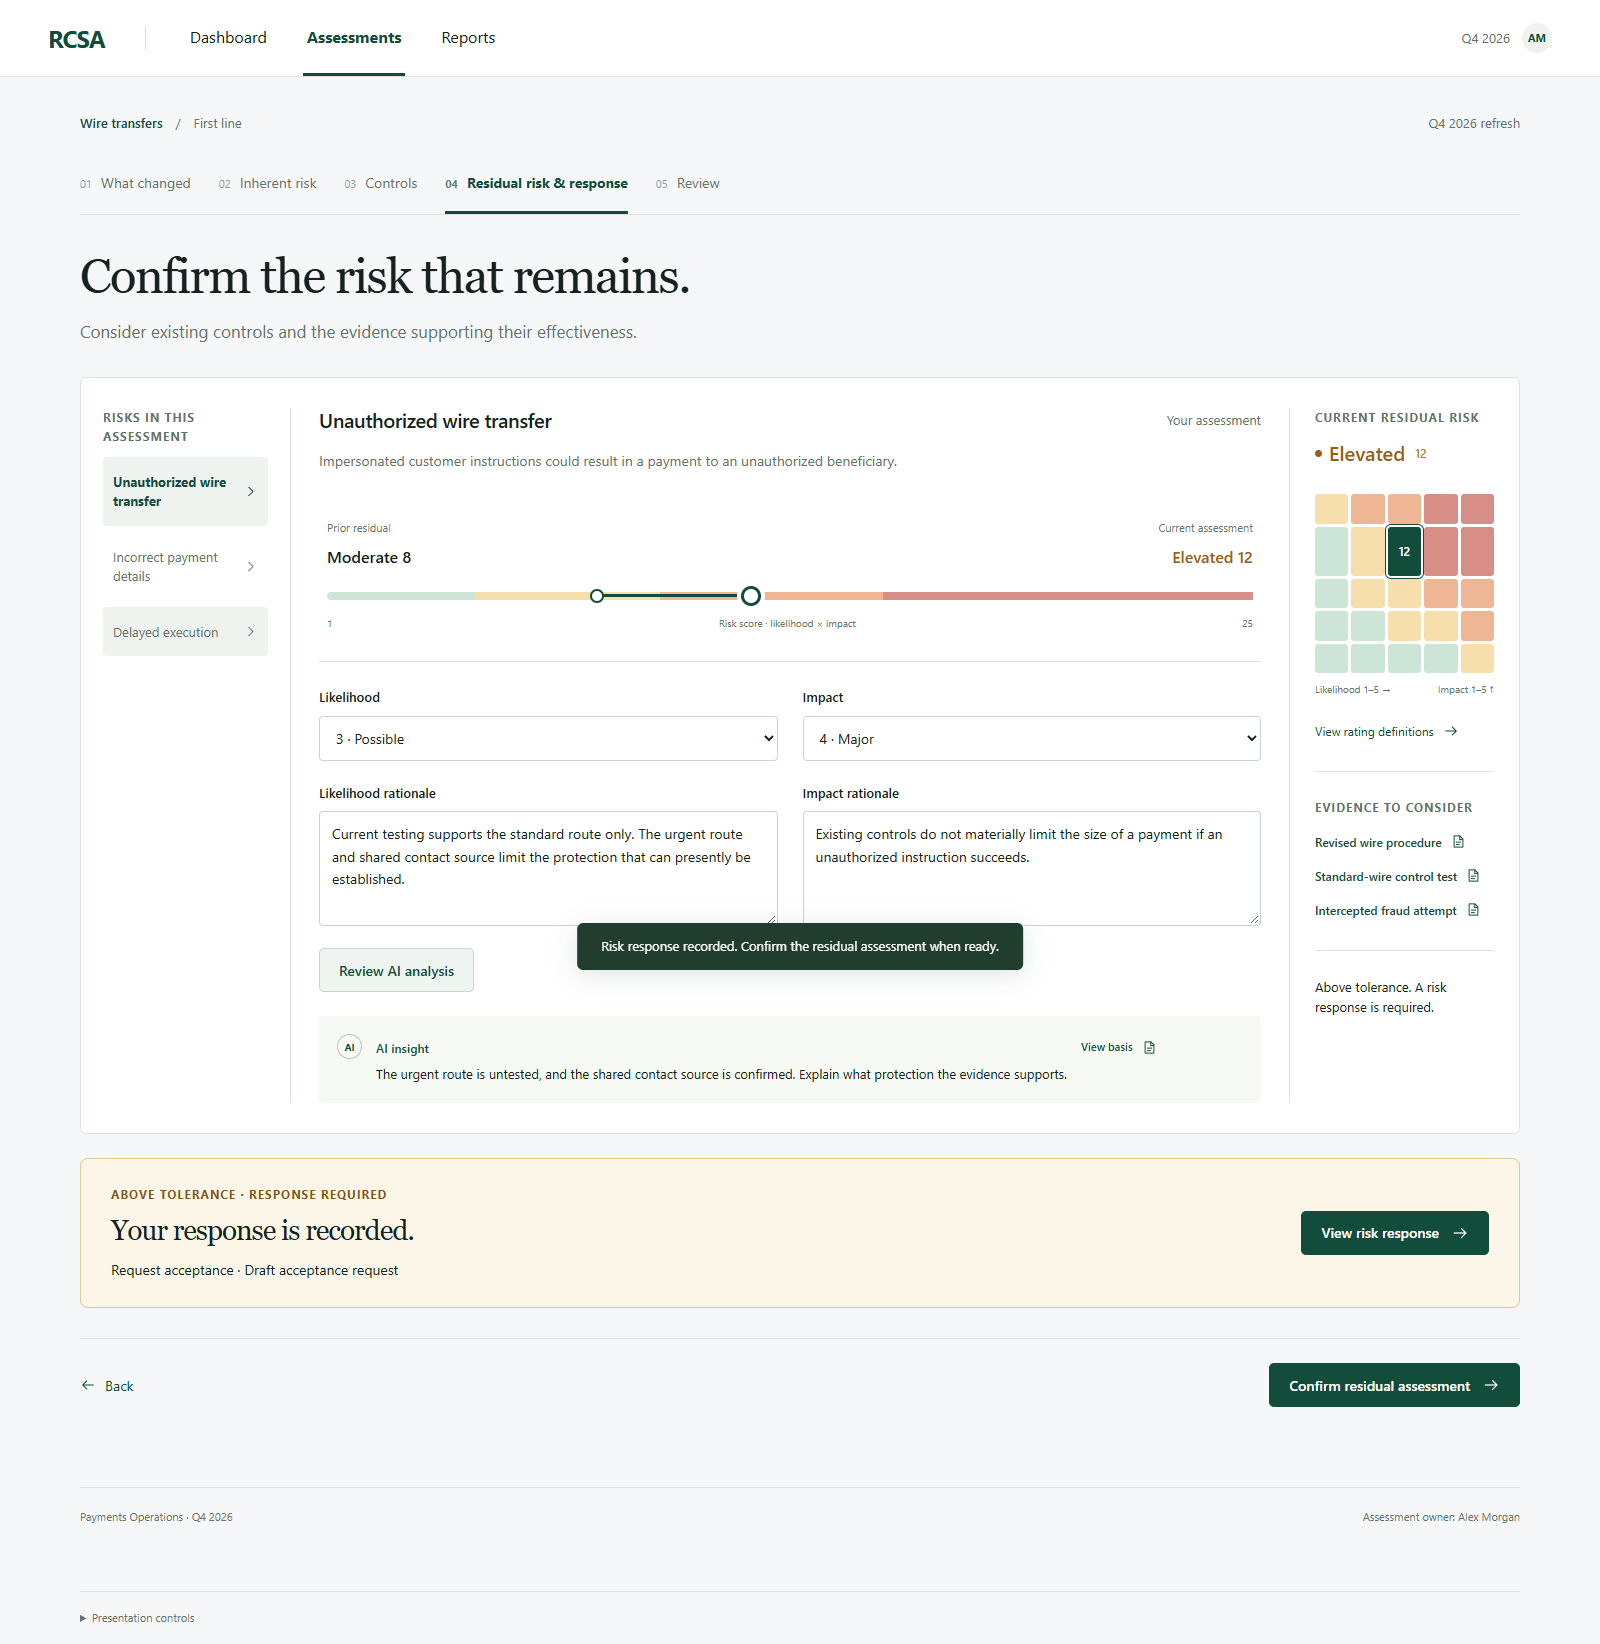 RCSA
Dashboard
Assessments
Reports
Q4 2026
AM
Wire transfers / First line
Q4 2026 refresh
01 What changed
02 Inherent risk
03 Controls
04 Residual risk & response
05 Review
Confirm the risk that remains.
Consider existing controls and the evidence supporting their effectiveness.
RISKS IN THIS
ASSESSMENT
Unauthorized wire
transfer
Incorrect payment
details
Delayed execution
Unauthorized wire transfer
Your assessment
Impersonated customer instructions could result in a payment to an unauthorized beneficiary.
Prior residual
Current assessment
Moderate 8
Elevated 12
1
Risk score · likelihood × impact
25
Likelihood
Impact
3 · Possible
4 · Major
Likelihood rationale
Impact rationale
Current testing supports the standard route only. The urgent route
and shared contact source limit the protection that can presently be
established.
Existing controls do not materially limit the size of a payment if an
unauthorized instruction succeeds.
Risk response recorded. Confirm the residual assessment when ready.
Review AI analysis
AI
AI insight
View basis
The urgent route is untested, and the shared contact source is confirmed. Explain what protection the evidence supports.
CURRENT RESIDUAL RISK
Elevated 12
12
Likelihood 1–5 →
Impact 1–5 ↑
View rating definitions →
EVIDENCE TO CONSIDER
Revised wire procedure
Standard-wire control test
Intercepted fraud attempt
Above tolerance. A risk
response is required.
ABOVE TOLERANCE · RESPONSE REQUIRED
Your response is recorded.
Request acceptance · Draft acceptance request
View risk response →
← Back
Confirm residual assessment →
Payments Operations · Q4 2026
Assessment owner: Alex Morgan
Presentation controls